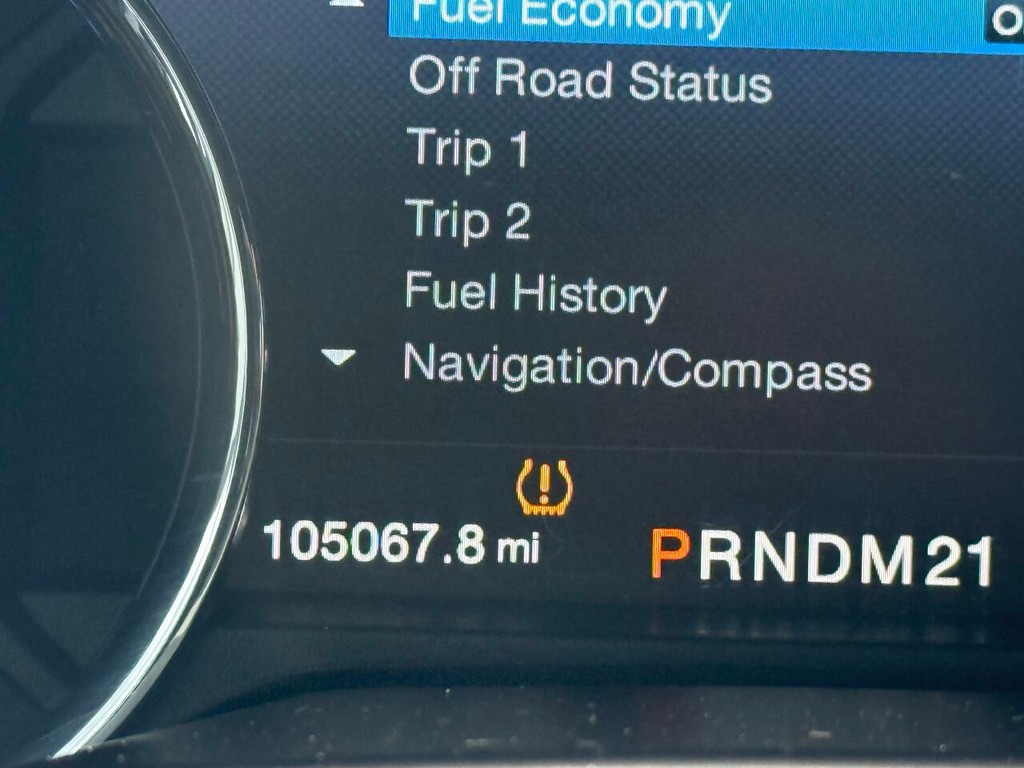 Fuel Economy
Off Road Status
Trip 1
Trip 2
Fuel History
Navigation/Compass
105067.8 mi
PRNDM21